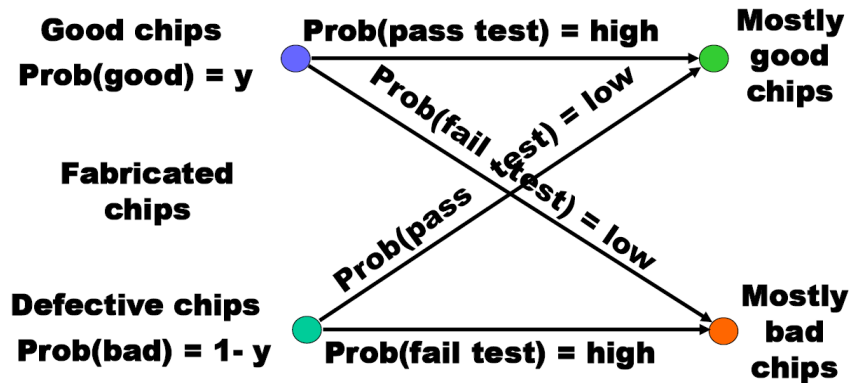 Good chips
Prob(good) = y
Prob(pass test) = high
Mostly
good
chips
Prob(fail test) = low
Prob(pass test) = low
Fabricated
chips
Defective chips
Prob(bad) = 1- y
Prob(fail test) = high
Mostly
bad
chips